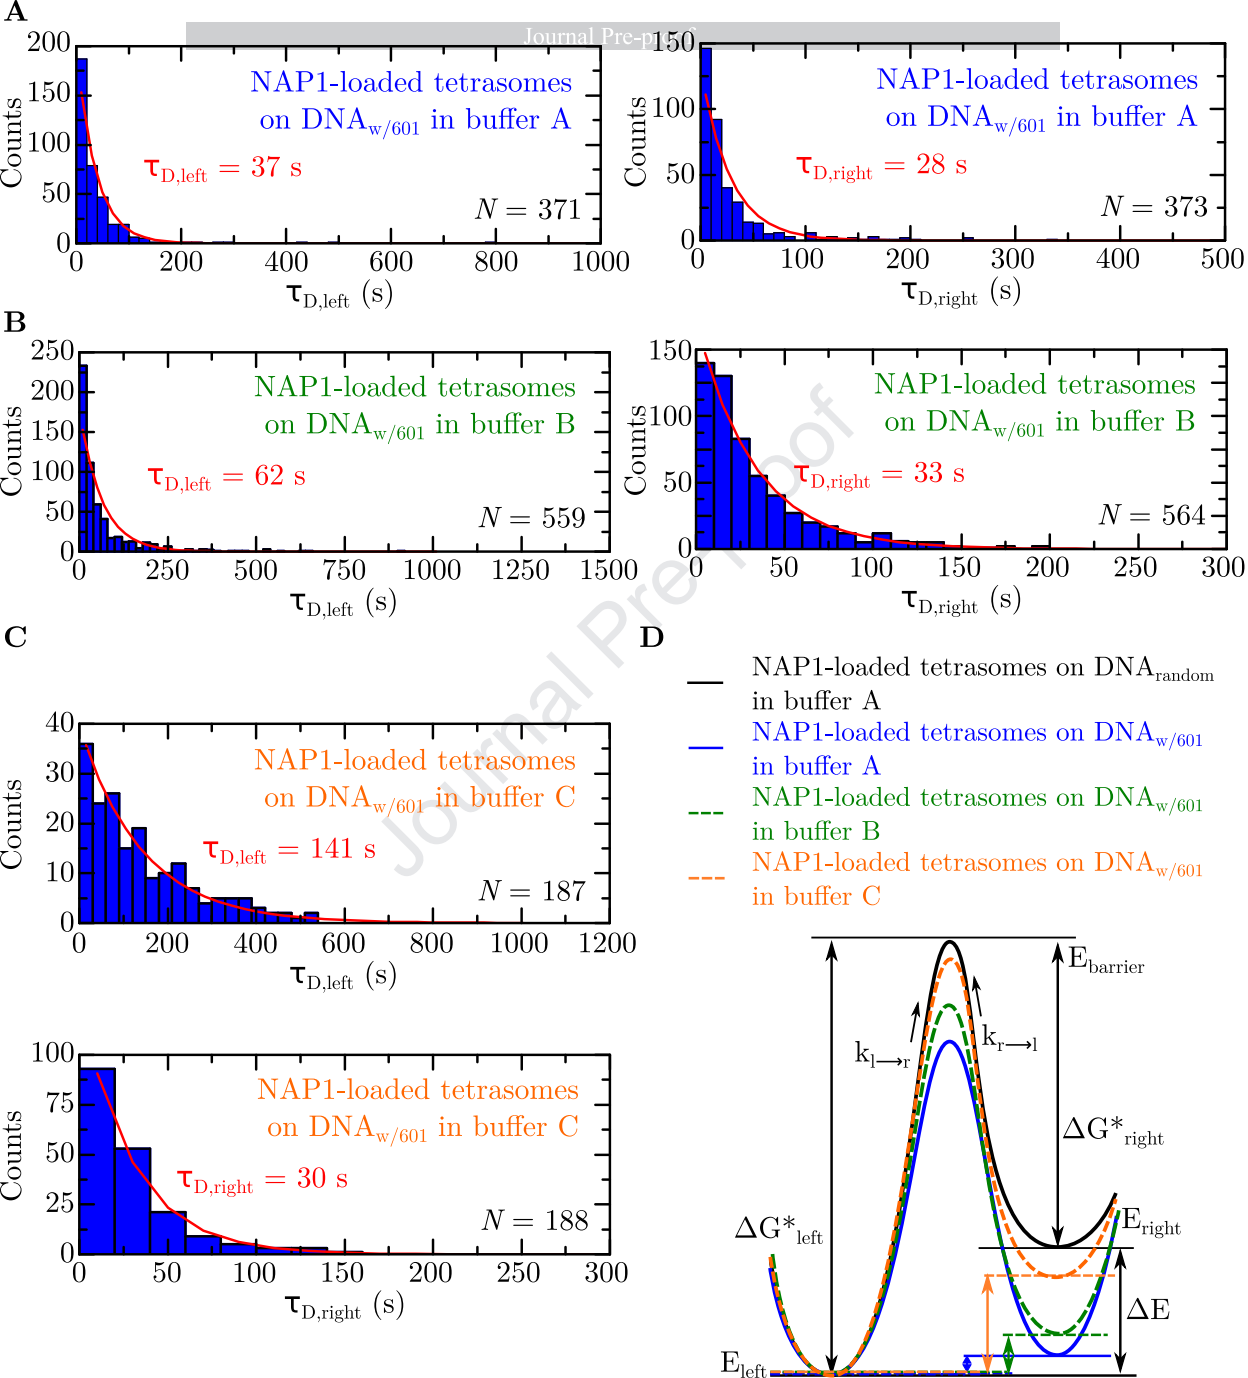 Journal Pre-proof
A
200
150
100
50
0
Counts
NAP1-loaded tetrasomes
on DNAw/601 in buffer A
τD,left = 37 s
N = 371
0 200 400 600 800 1000
τD,left (s)
150
100
50
0
Counts
NAP1-loaded tetrasomes
on DNAw/601 in buffer A
τD,right = 28 s
N = 373
0 100 200 300 400 500
τD,right (s)
B
250
200
150
100
50
0
Counts
NAP1-loaded tetrasomes
on DNAw/601 in buffer B
τD,left = 62 s
N = 559
0 250 500 750 1000 1250 1500
τD,left (s)
150
100
50
0
Counts
NAP1-loaded tetrasomes
on DNAw/601 in buffer B
τD,right = 33 s
N = 564
0 50 100 150 200 250 300
τD,right (s)
Journal Pre-proof
C
40
30
20
10
0
Counts
NAP1-loaded tetrasomes
on DNAw/601 in buffer C
τD,left = 141 s
N = 187
0 200 400 600 800 1000 1200
τD,left (s)
100
75
50
25
0
Counts
NAP1-loaded tetrasomes
on DNAw/601 in buffer C
τD,right = 30 s
N = 188
0 50 100 150 200 250 300
τD,right (s)
D
NAP1-loaded tetrasomes on DNArandom
in buffer A
NAP1-loaded tetrasomes on DNAw/601
in buffer A
NAP1-loaded tetrasomes on DNAw/601
in buffer B
NAP1-loaded tetrasomes on DNAw/601
in buffer C
Ebarrier
kl→r
kr→l
ΔG*right
ΔG*left
Eright
ΔE
Eleft